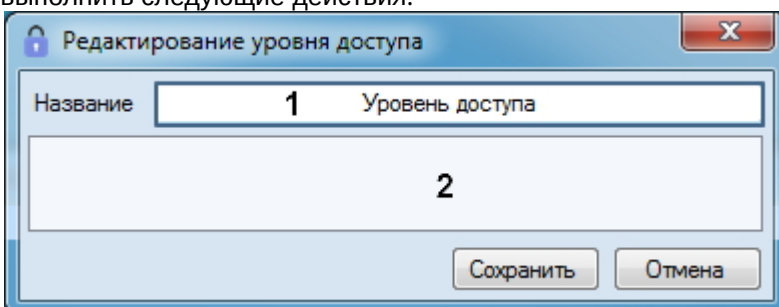 выполнить следующие действия:
Редактирование уровня доступа
Название 1 Уровень доступа
2
Сохранить Отмена